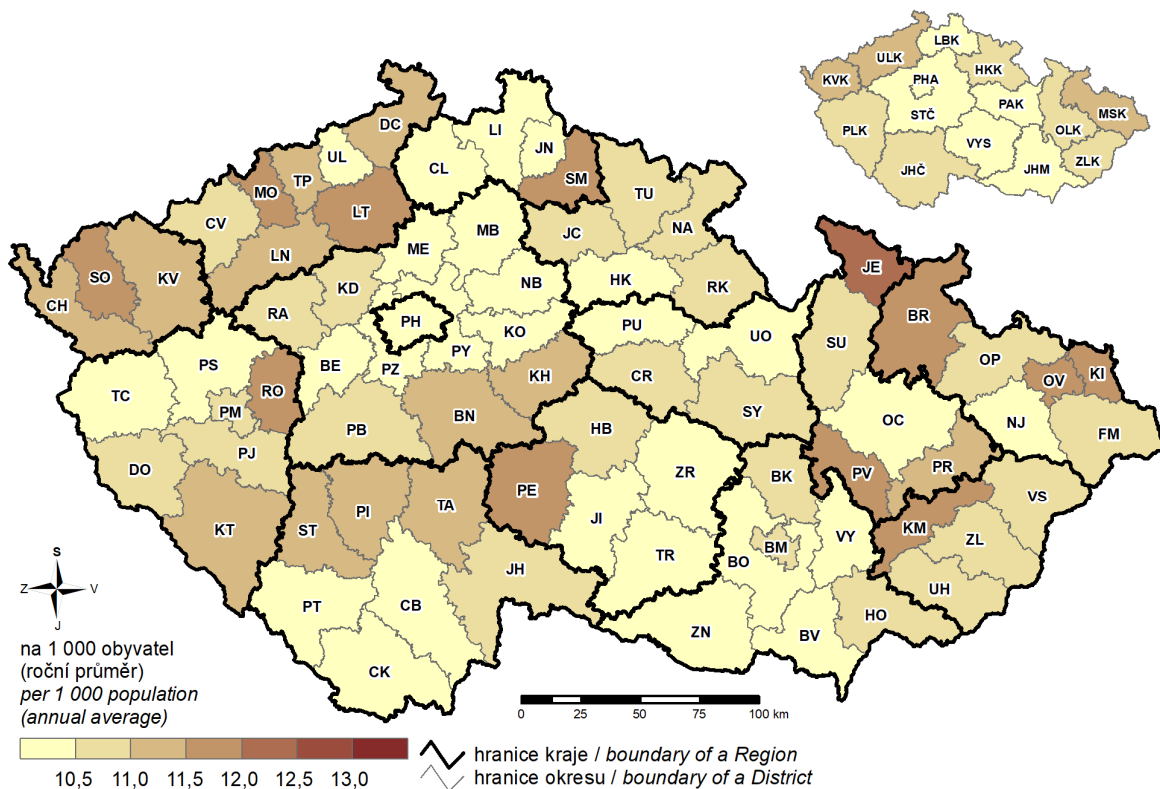 LBK
ULK
HKK
KVK
PHA
PAK
MSK
STČ
PLK
OLK
VYS
ZLK
JHČ
JHM
DC
LI
UL
JN
CL
TP
MO
SM
TU
LT
CV
MB
NA
JC
ME
LN
JE
SO
KV
NB
HK
KD
RK
CH
RA
BR
PH
PU
SU
KO
UO
OP
PS
BE
PY
KI
OV
PZ
TC
RO
KH
CR
PM
SY
BN
OC
NJ
PB
HB
FM
PJ
DO
PR
ZR
PV
BK
PE
VS
TA
PI
KM
ST
KT
JI
VY
ZL
BM
TR
BO
JH
UH
PT
CB
HO
ZN
BV
CK
S
Z
V
J
na 1 000 obyvatel
(roční průměr)
per 1 000 population
(annual average)
0 25 50 75 100 km
10,5 11,0 11,5 12,0 12,5 13,0
hranice kraje / boundary of a Region
hranice okresu / boundary of a District